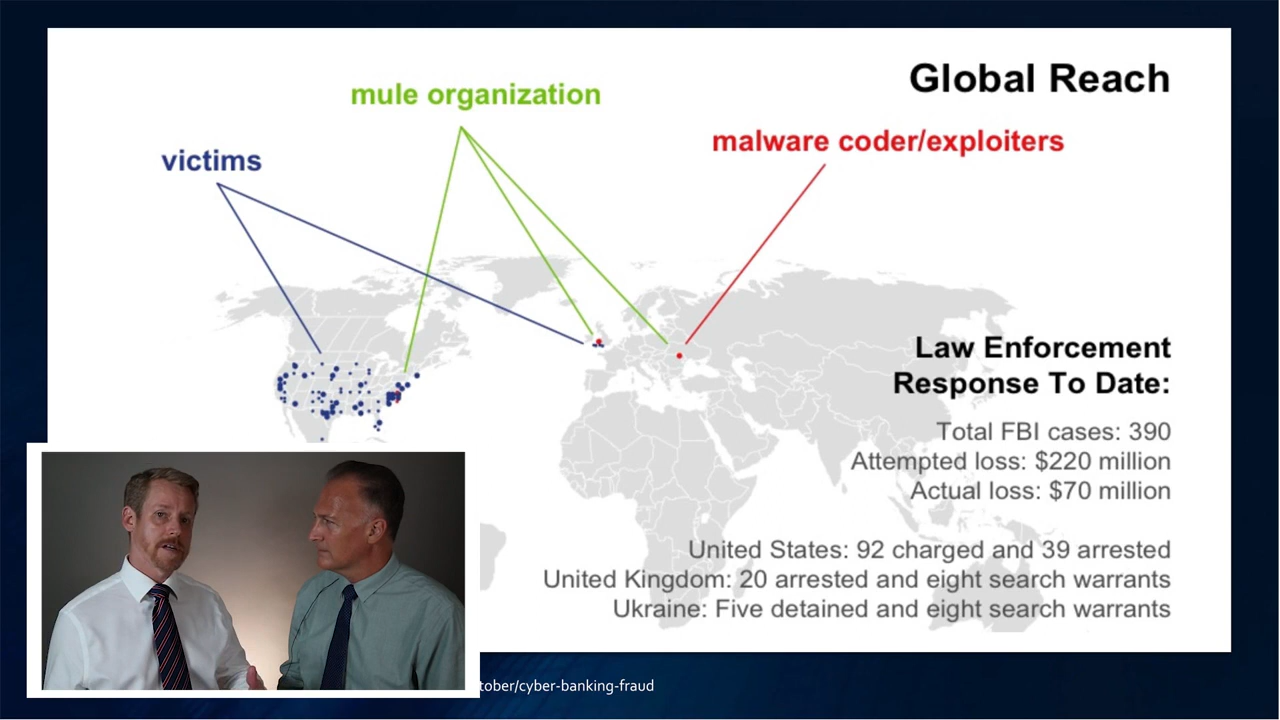 Global Reach
mule organization
malware coder/exploiters
victims
Law Enforcement
Response To Date:
Total FBI cases: 390
Attempted loss: $220 million
Actual loss: $70 million
United States: 92 charged and 39 arrested
United Kingdom: 20 arrested and eight search warrants
Ukraine: Five detained and eight search warrants
tober/cyber-banking-fraud